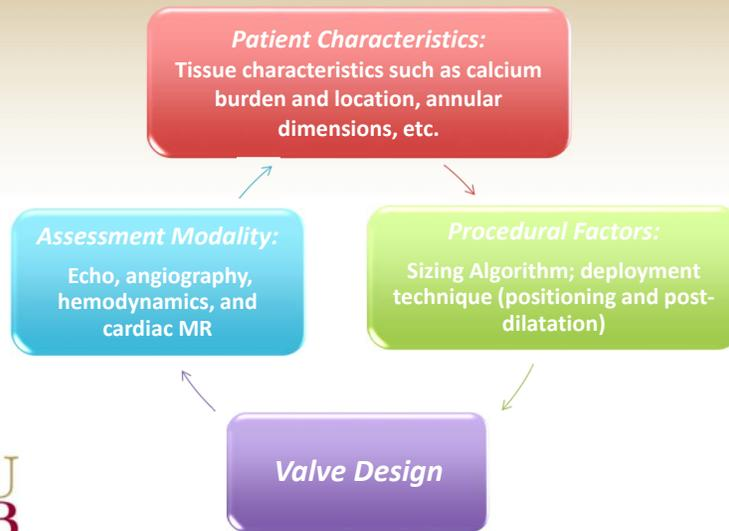 Patient Characteristics:
Tissue characteristics such as calcium
burden and location, annular
dimensions, etc.
Assessment Modality:
Echo, angiography,
hemodynamics, and
cardiac MR
Procedural Factors:
Sizing Algorithm; deployment
technique (positioning and post-
dilatation)
Valve Design